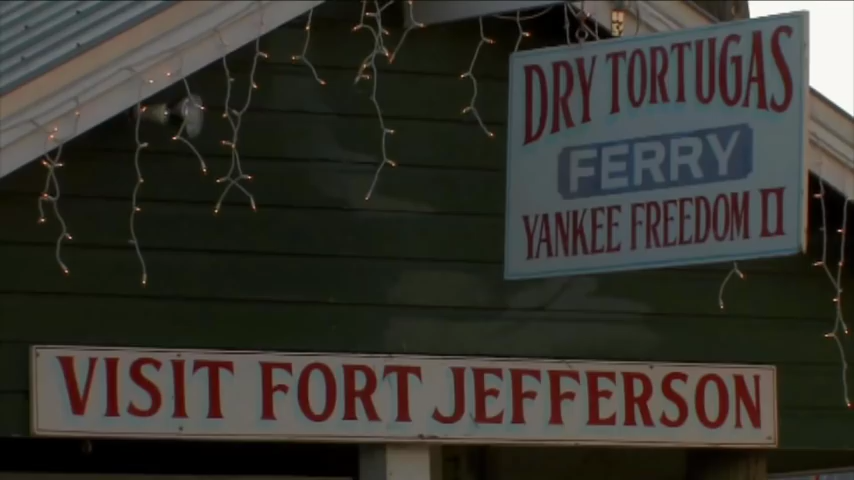 DRY TORTUGAS
FERRY
YANKEE FREEDOM II
VISIT FORT JEFFERSON